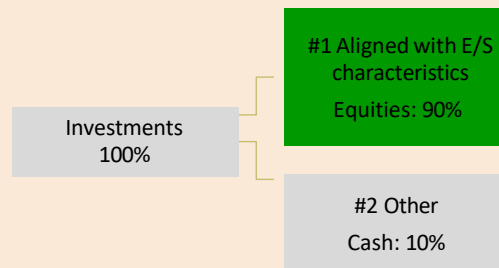 #1 Aligned with E/S
characteristics
Equities: 90%
Investments
100%
#2 Other
Cash: 10%